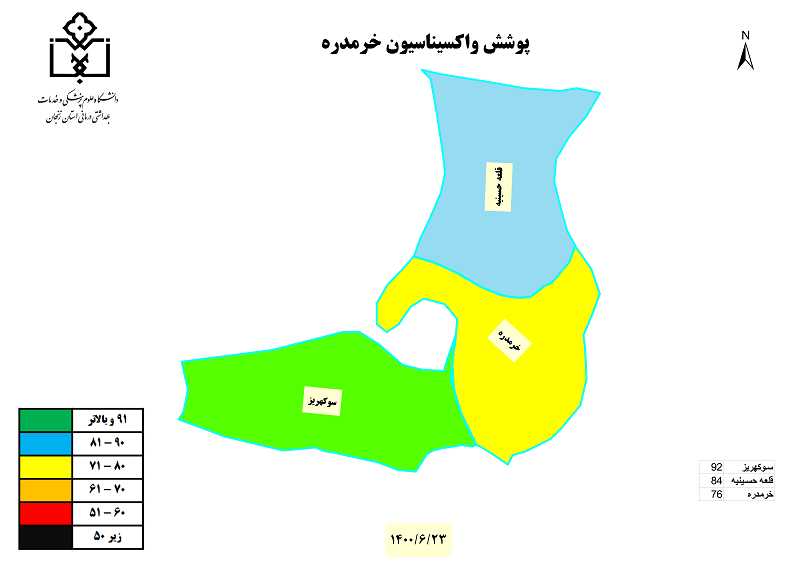 پوشش واکسیناسیون خرمدره
N
دانشگاه علوم پزشکی و خدمات
بهداشتی درمانی استان زنجان
قلعه حسینیه
خرمدره
سوکهریز
۹۱ و بالاتر
۸۱ – ۹۰
۷۱ – ۸۰
۶۱ – ۷۰
۵۱ – ۶۰
زیر ۵۰
سوکهریز 92
قلعه حسینیه 84
خرمدره 76
۱۴۰۰/۶/۲۳